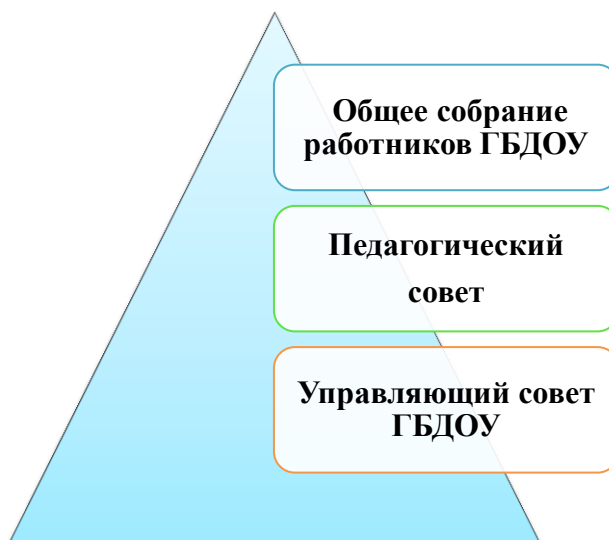 Общее собрание
работников ГБДОУ
Педагогический
совет
Управляющий совет
ГБДОУ